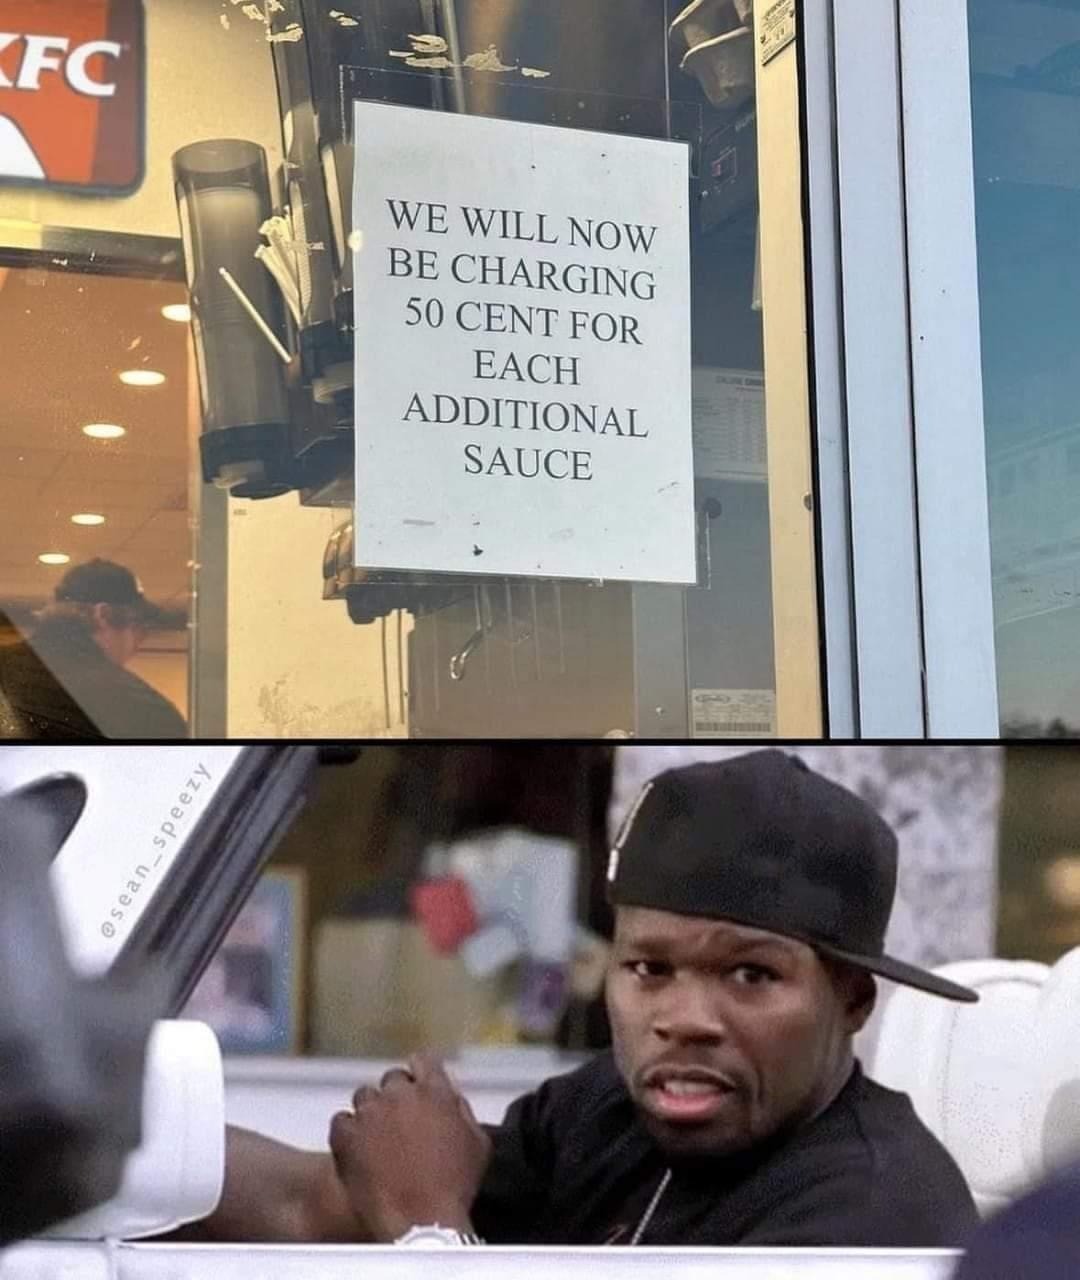 KFC
WE WILL NOW
BE CHARGING
50 CENT FOR
EACH
ADDITIONAL
SAUCE
@sean_speezy